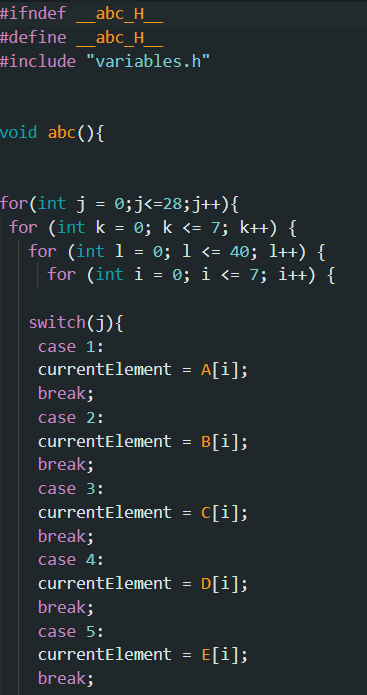 #ifndef __abc_H__
#define __abc_H__
#include "variables.h"
void abc(){
for(int j = 0;j<=28;j++){
for (int k = 0; k <= 7; k++) {
for (int l = 0; l <= 40; l++) {
for (int i = 0; i <= 7; i++) {
switch(j){
case 1:
currentElement = A[i];
break;
case 2:
currentElement = B[i];
break;
case 3:
currentElement = C[i];
break;
case 4:
currentElement = D[i];
break;
case 5:
currentElement = E[i];
break;